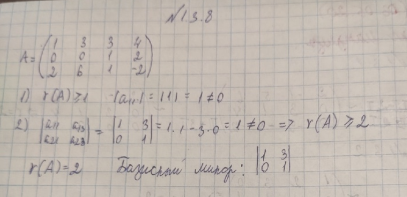 №13.8
A = (1 3 3 4
0 0 1 2
2 6 1 -2)
1) r(A) ≥ 1 |a₁₁| = |1| = 1 ≠ 0
2) |a₁₁ a₁₃ a₂₁ a₂₃| = |1 3 0 1| = 1·1 - 3·0 = 1 ≠ 0 => r(A) ≥ 2
r(A) = 2 Базисный минор: |1 3 0 1|